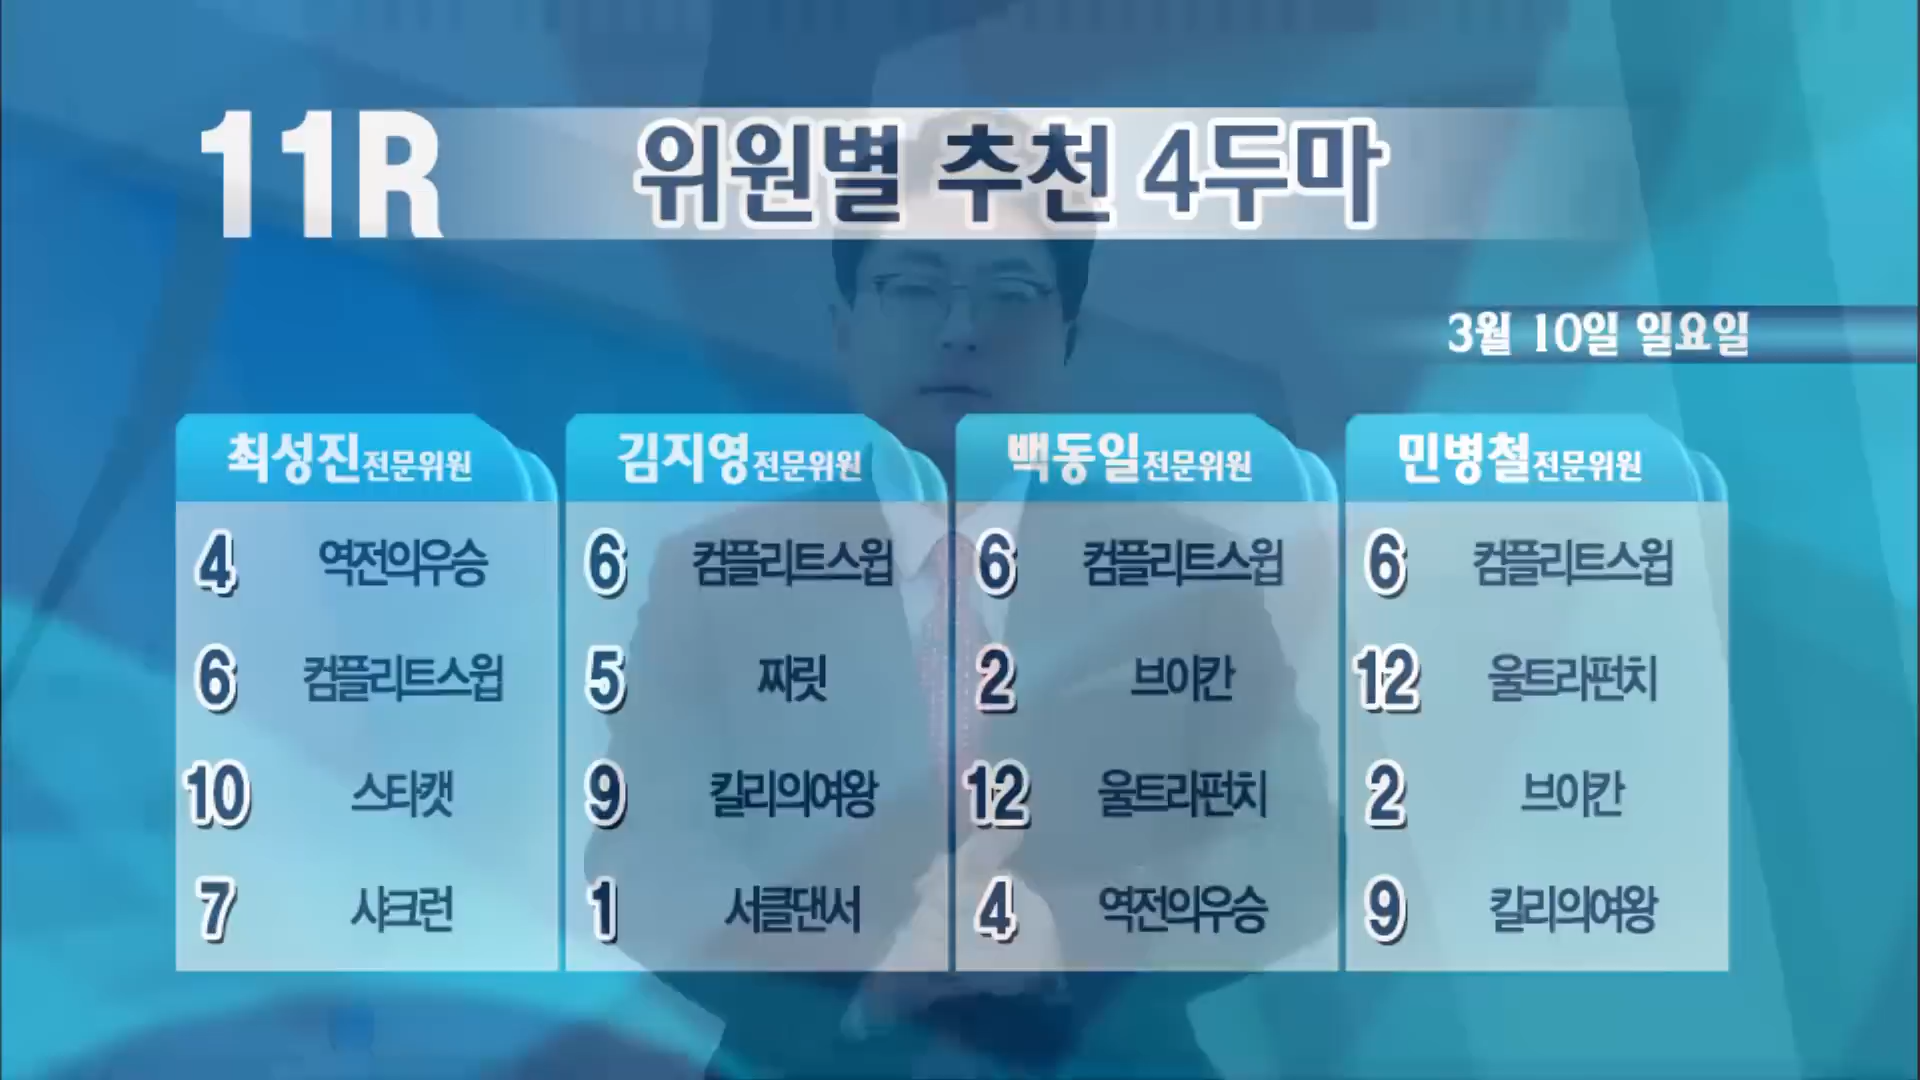 11R 위원별 추천 4두마
3월 10일 일요일
최성진전문위원
4 역전의우승
6 컴플리트스윕
10 스타캣
7 샤크런
김지영전문위원
6 컴플리트스윕
5 짜릿
9 킬리의여왕
1 서클댄서
백동일전문위원
6 컴플리트스윕
2 브이칸
12 울트라펀치
4 역전의우승
민병철전문위원
6 컴플리트스윕
12 울트라펀치
2 브이칸
9 킬리의여왕